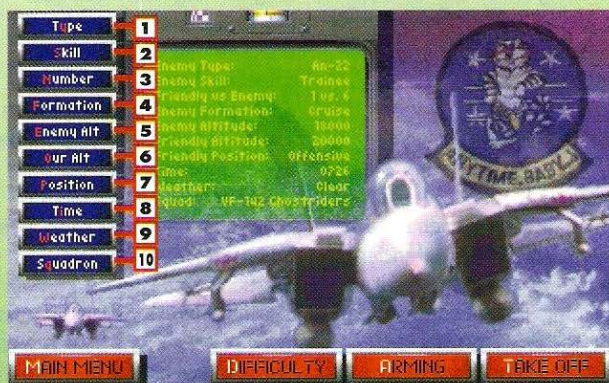 Type 1
Skill 2
Number 3
Formation 4
Enemy Alt 5
Our Alt 6
Position 7
Time 8
Weather 9
Squadron 10
Enemy Type: An-22
Enemy Skill: Trainee
Friendly vs Enemy: 1 vs. 6
Enemy Formation: Cruise
Enemy Altitude: 18000
Friendly Altitude: 20000
Friendly Position: Offensive
Time: 0726
Weather: Clear
Squad: VF-142 Ghostriders
ANYTIME, BABY..!
MAIN MENU
DIFFICULTY
ARMING
TAKE OFF